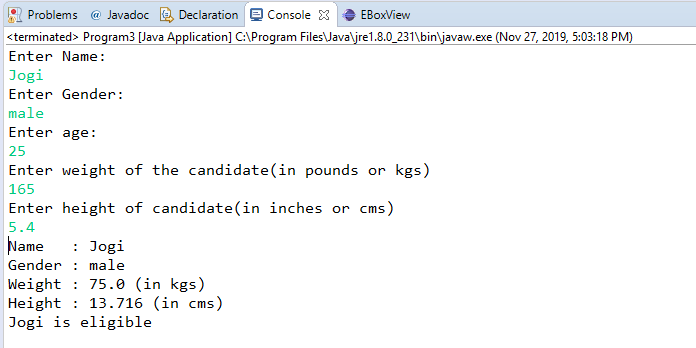 Problems @ Javadoc Declaration Console EBoxView
<terminated> Program3 [Java Application] C:\Program Files\Java\jre1.8.0_231\bin\javaw.exe (Nov 27, 2019, 5:03:18 PM)
Enter Name:
Jogi
Enter Gender:
male
Enter age:
25
Enter weight of the candidate(in pounds or kgs)
165
Enter height of candidate(in inches or cms)
5.4
Name   : Jogi
Gender : male
Weight : 75.0 (in kgs)
Height : 13.716 (in cms)
Jogi is eligible